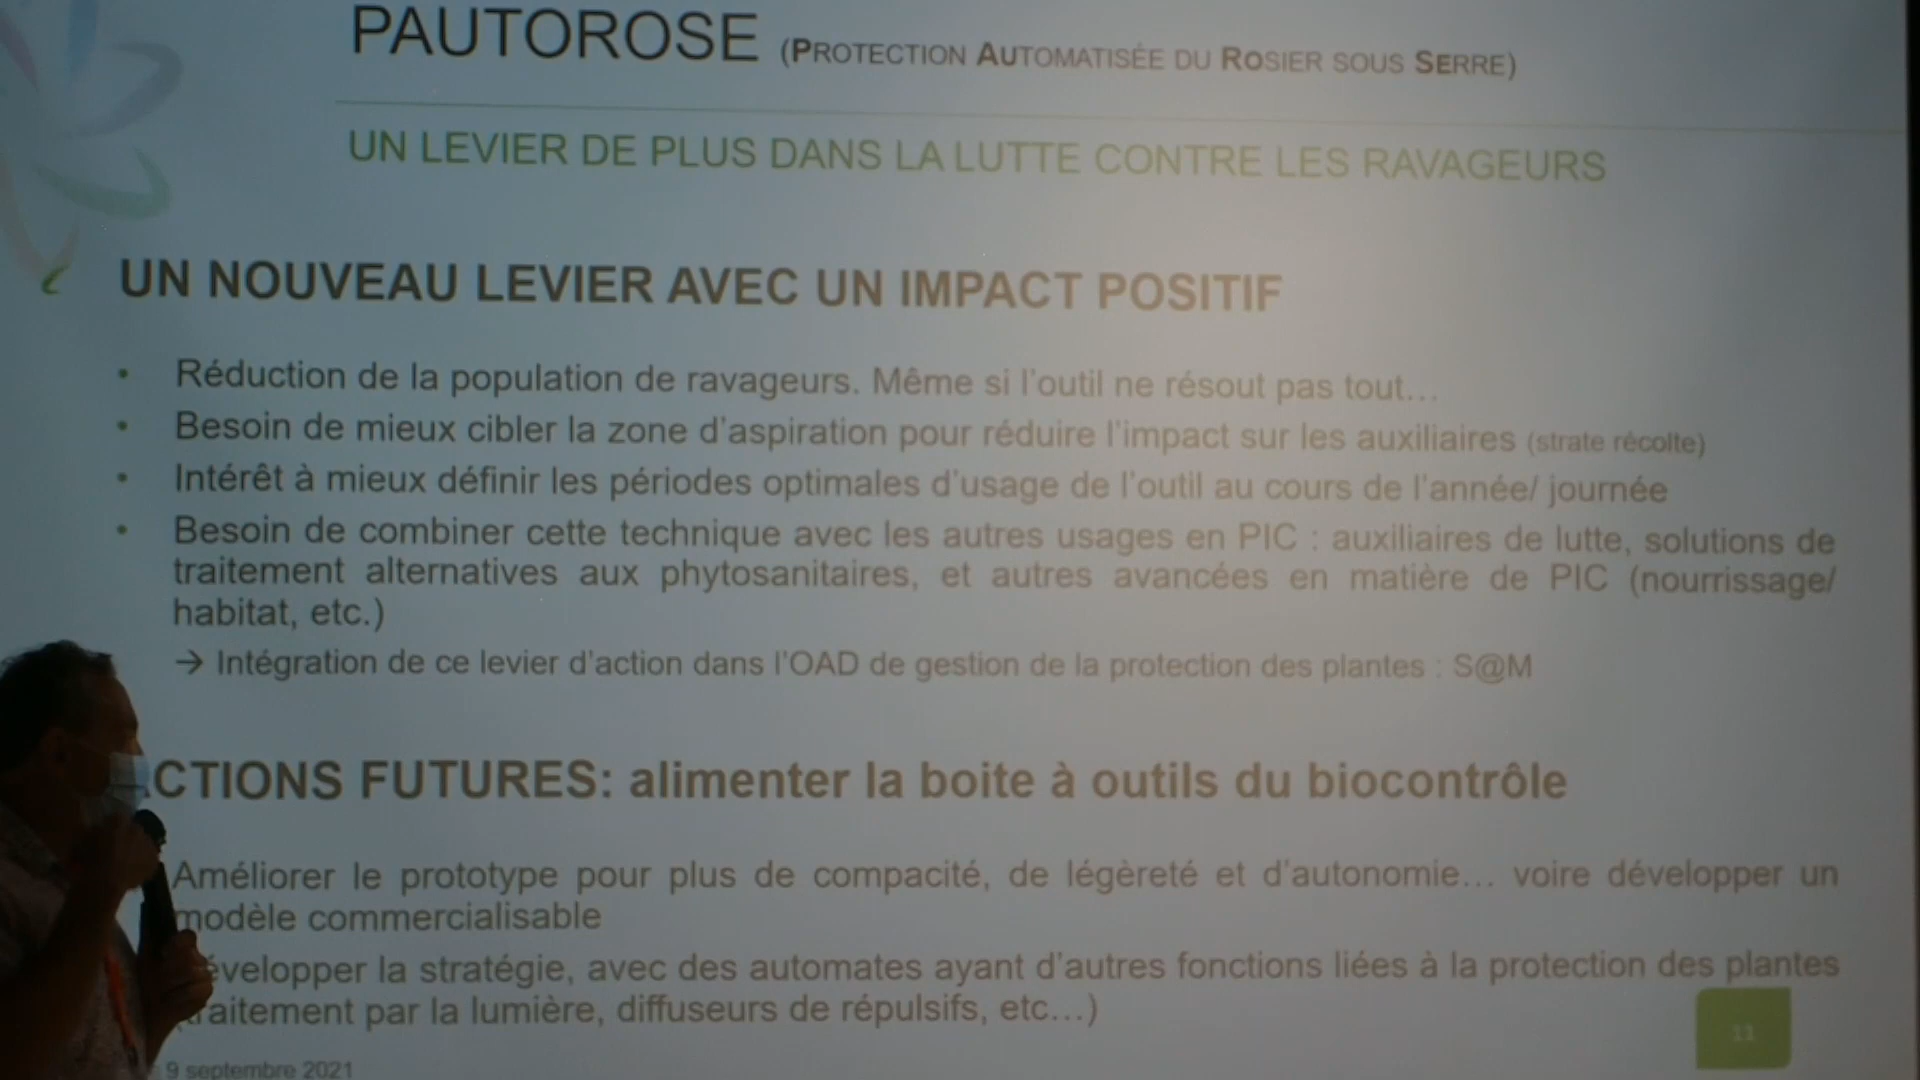 PAUTOROSE (PROTECTION AUTOMATISÉE DU ROSIER SOUS SERRE)
UN LEVIER DE PLUS DANS LA LUTTE CONTRE LES RAVAGEURS
UN NOUVEAU LEVIER AVEC UN IMPACT POSITIF
• Réduction de la population de ravageurs. Même si l'outil ne résout pas tout...
• Besoin de mieux cibler la zone d'aspiration pour réduire l'impact sur les auxiliaires (strate récolte)
• Intérêt à mieux définir les périodes optimales d'usage de l'outil au cours de l'année/ journée
• Besoin de combiner cette technique avec les autres usages en PIC : auxiliaires de lutte, solutions de
traitement alternatives aux phytosanitaires, et autres avancées en matière de PIC (nourrissage/
habitat, etc.)
→ Intégration de ce levier d'action dans l'OAD de gestion de la protection des plantes : S@M
CTIONS FUTURES: alimenter la boite à outils du biocontrôle
Améliorer le prototype pour plus de compacité, de légèreté et d'autonomie... voire développer un
modèle commercialisable
évelopper la stratégie, avec des automates ayant d'autres fonctions liées à la protection des plantes
raitement par la lumière, diffuseurs de répulsifs, etc...)
9 septembre 2021
11